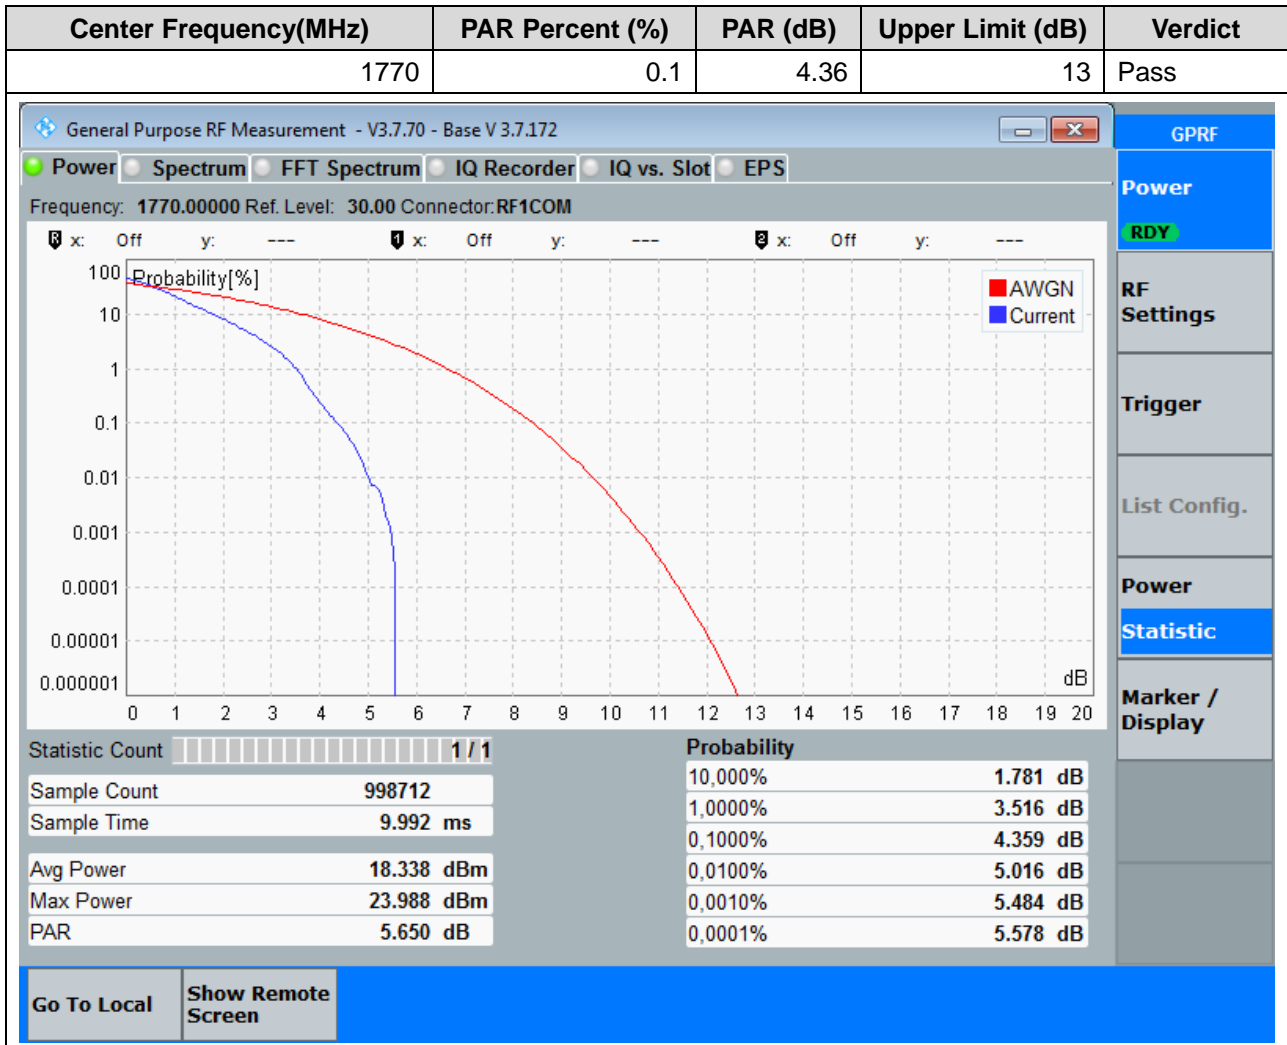 Center Frequency(MHz) PAR Percent (%) PAR (dB) Upper Limit (dB) Verdict
1770 0.1 4.36 13 Pass
General Purpose RF Measurement - V3.7.70 - Base V 3.7.172
GPRF
Power Spectrum FFT Spectrum IQ Recorder IQ vs. Slot EPS
Power
RDY
Frequency: 1770.00000 Ref. Level: 30.00 Connector:RF1COM
R x: Off y: --- 1 x: Off y: --- 2 x: Off y: ---
Probability[%]
AWGN
Current
100
10
1
0.1
0.01
0.001
0.0001
0.00001
0.000001
dB
0 1 2 3 4 5 6 7 8 9 10 11 12 13 14 15 16 17 18 19 20
RF
Settings
Trigger
List Config.
Power
Statistic
Marker /
Display
Statistic Count 1 / 1
Sample Count 998712
Sample Time 9.992 ms
Avg Power 18.338 dBm
Max Power 23.988 dBm
PAR 5.650 dB
Probability
10,000% 1.781 dB
1,0000% 3.516 dB
0,1000% 4.359 dB
0,0100% 5.016 dB
0,0010% 5.484 dB
0,0001% 5.578 dB
Go To Local
Show Remote
Screen